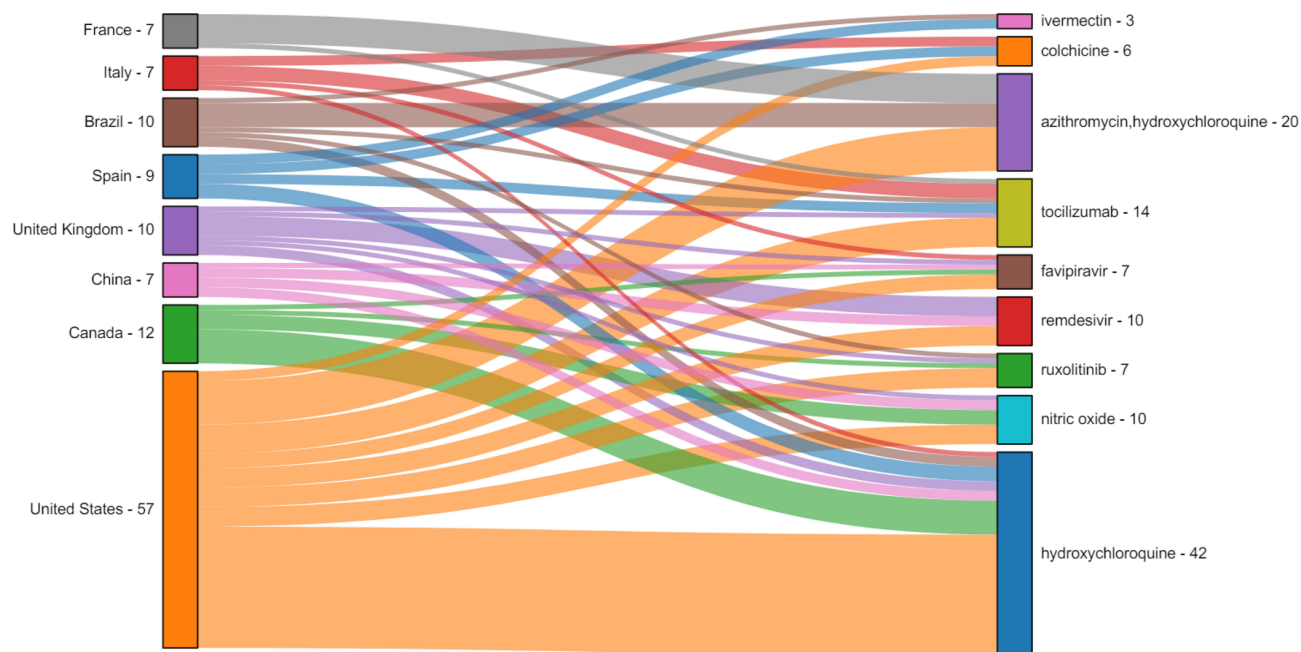 France - 7
Italy - 7
Brazil - 10
Spain - 9
United Kingdom - 10
China - 7
Canada - 12
United States - 57
ivermectin - 3
colchicine - 6
azithromycin,hydroxychloroquine - 20
tocilizumab - 14
favipiravir - 7
remdesivir - 10
ruxolitinib - 7
nitric oxide - 10
hydroxychloroquine - 42